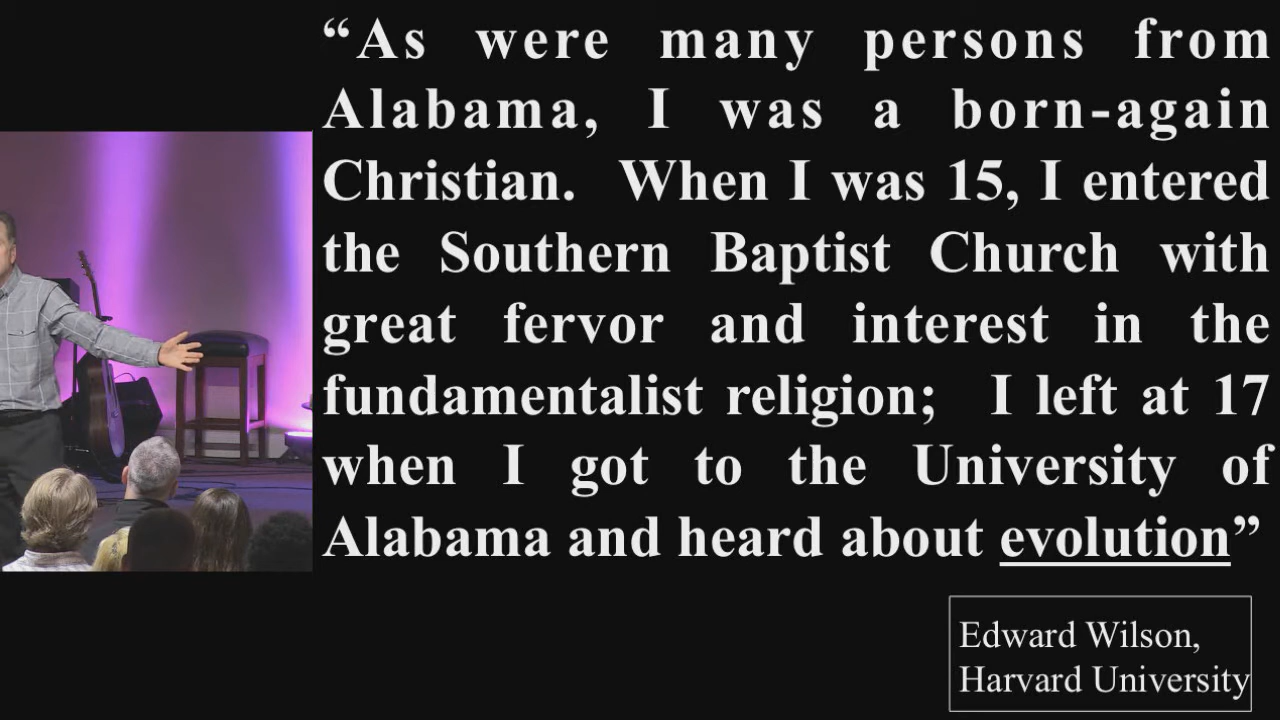 “As were many persons from
Alabama, I was a born-again
Christian. When I was 15, I entered
the Southern Baptist Church with
great fervor and interest in the
fundamentalist religion; I left at 17
when I got to the University of
Alabama and heard about evolution”
Edward Wilson,
Harvard University